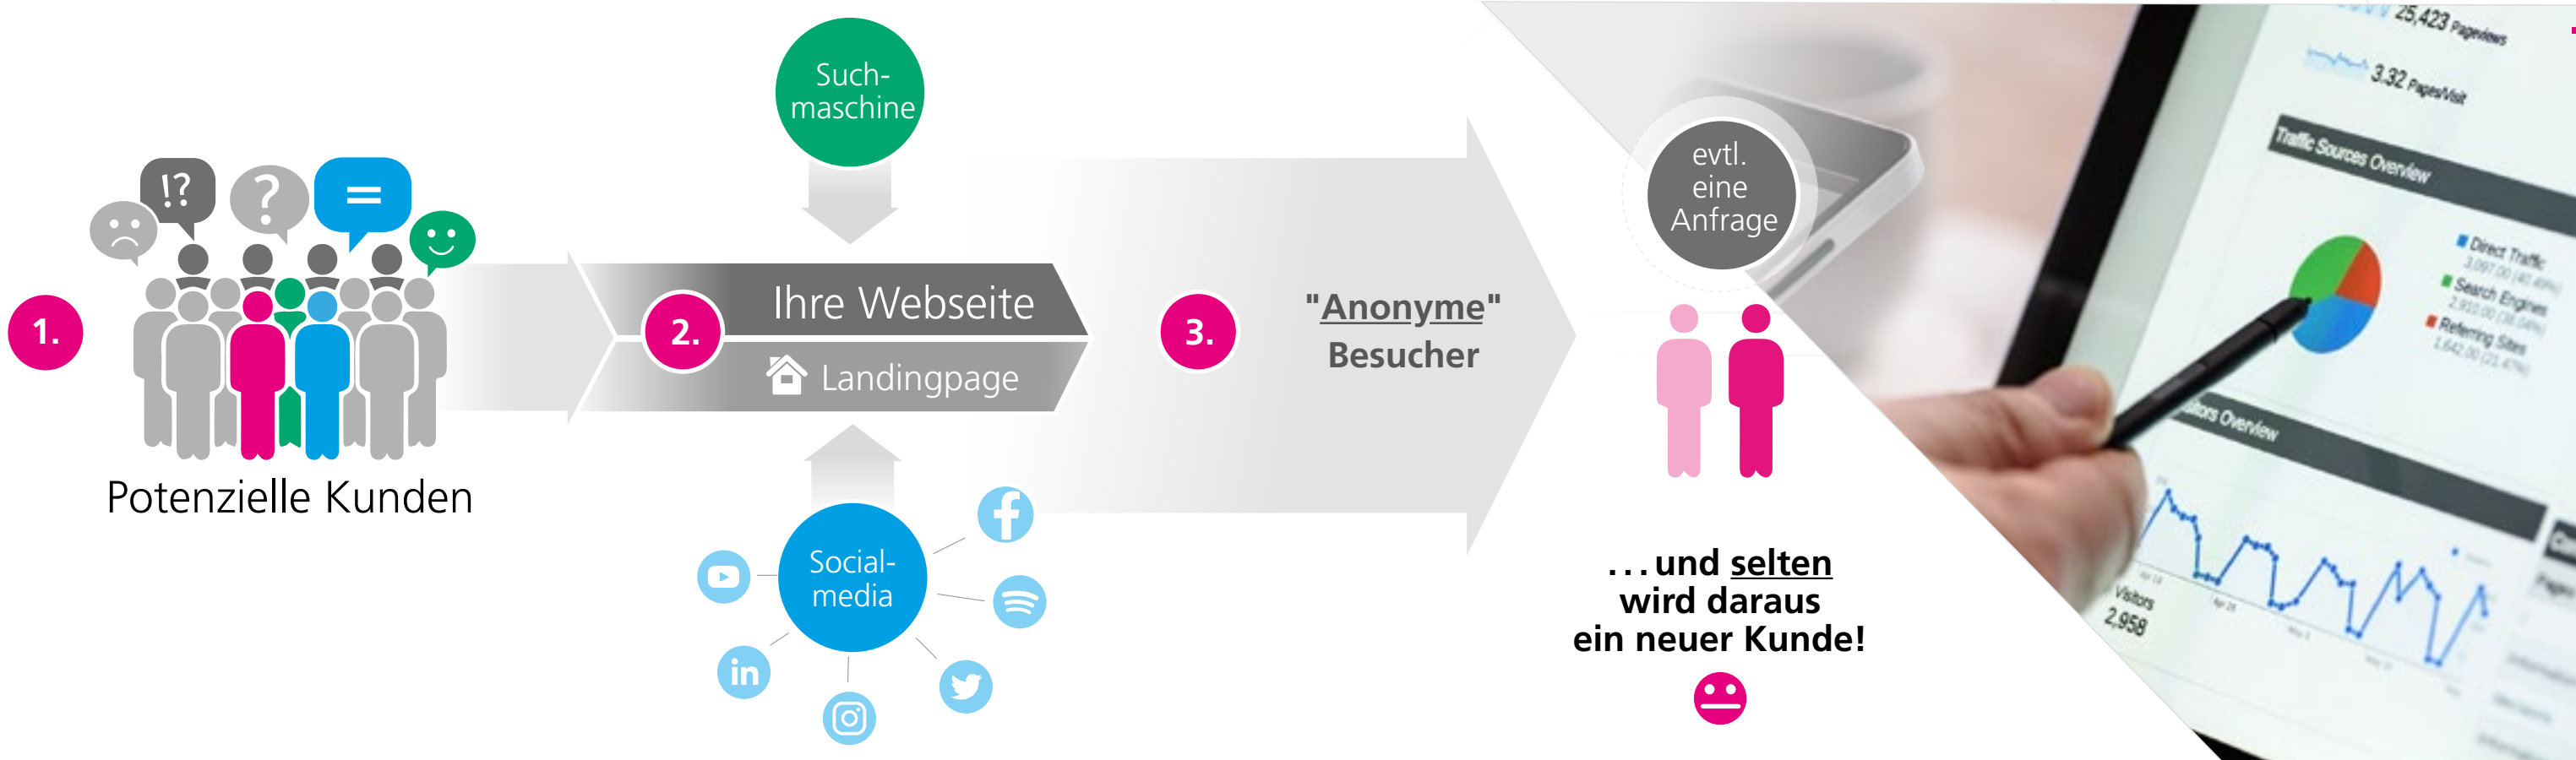 1.
!?
?
=
Potenzielle Kunden
Such-
maschine
2.
Ihre Webseite
Landingpage
Social-
media
in
3.
"Anonyme"
Besucher
evtl.
eine
Anfrage
...und selten
wird daraus
ein neuer Kunde!
25,423 Pageviews
3.32 Pages/Visit
Traffic Sources Overview
Direct Traffic
Search Engines
Referring Sites
Overview
Visitors
2,958